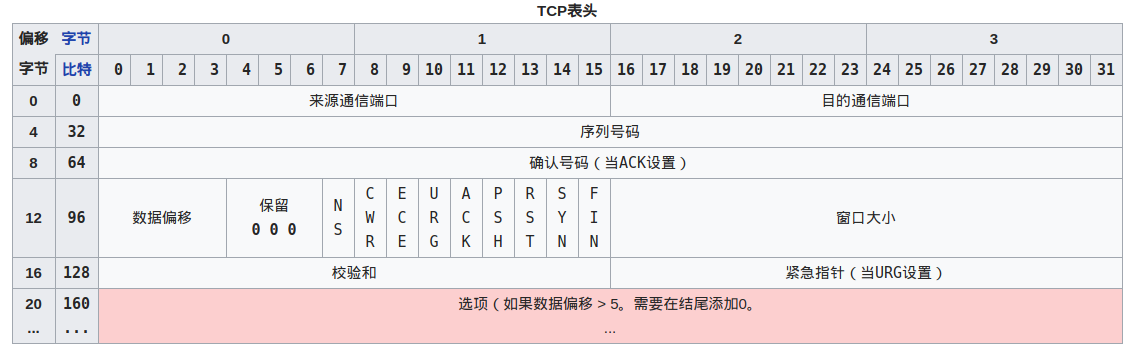 TCP表头
偏移 字节 0 1 2 3
字节 比特 0 1 2 3 4 5 6 7 8 9 10 11 12 13 14 15 16 17 18 19 20 21 22 23 24 25 26 27 28 29 30 31
0 0 来源通信端口 目的通信端口
4 32 序列号码
8 64 确认号码（当ACK设置）
12 96 数据偏移 保留 0 0 0 NS CWR ECE URG ACK PSH RST SYN FIN 窗口大小
16 128 校验和 紧急指针（当URG设置）
20 160 选项（如果数据偏移 > 5。需要在结尾添加0。
... ... ...